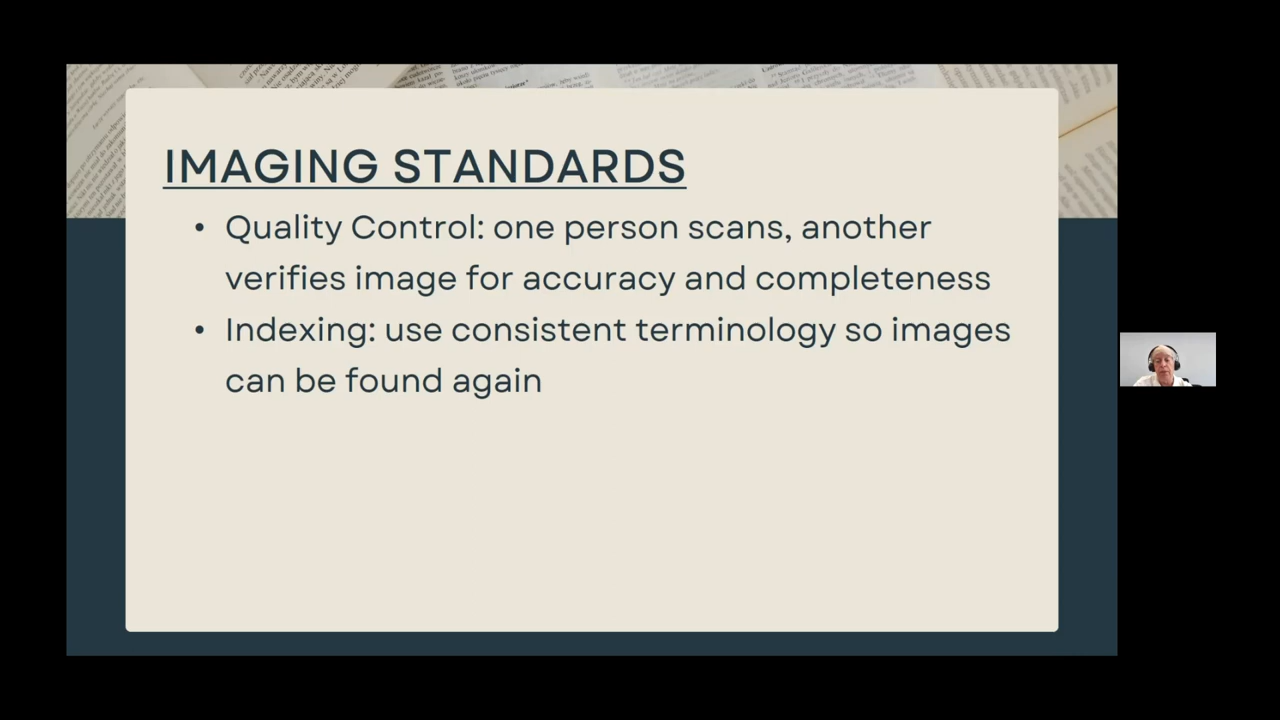 IMAGING STANDARDS
• Quality Control: one person scans, another
verifies image for accuracy and completeness
• Indexing: use consistent terminology so images
can be found again